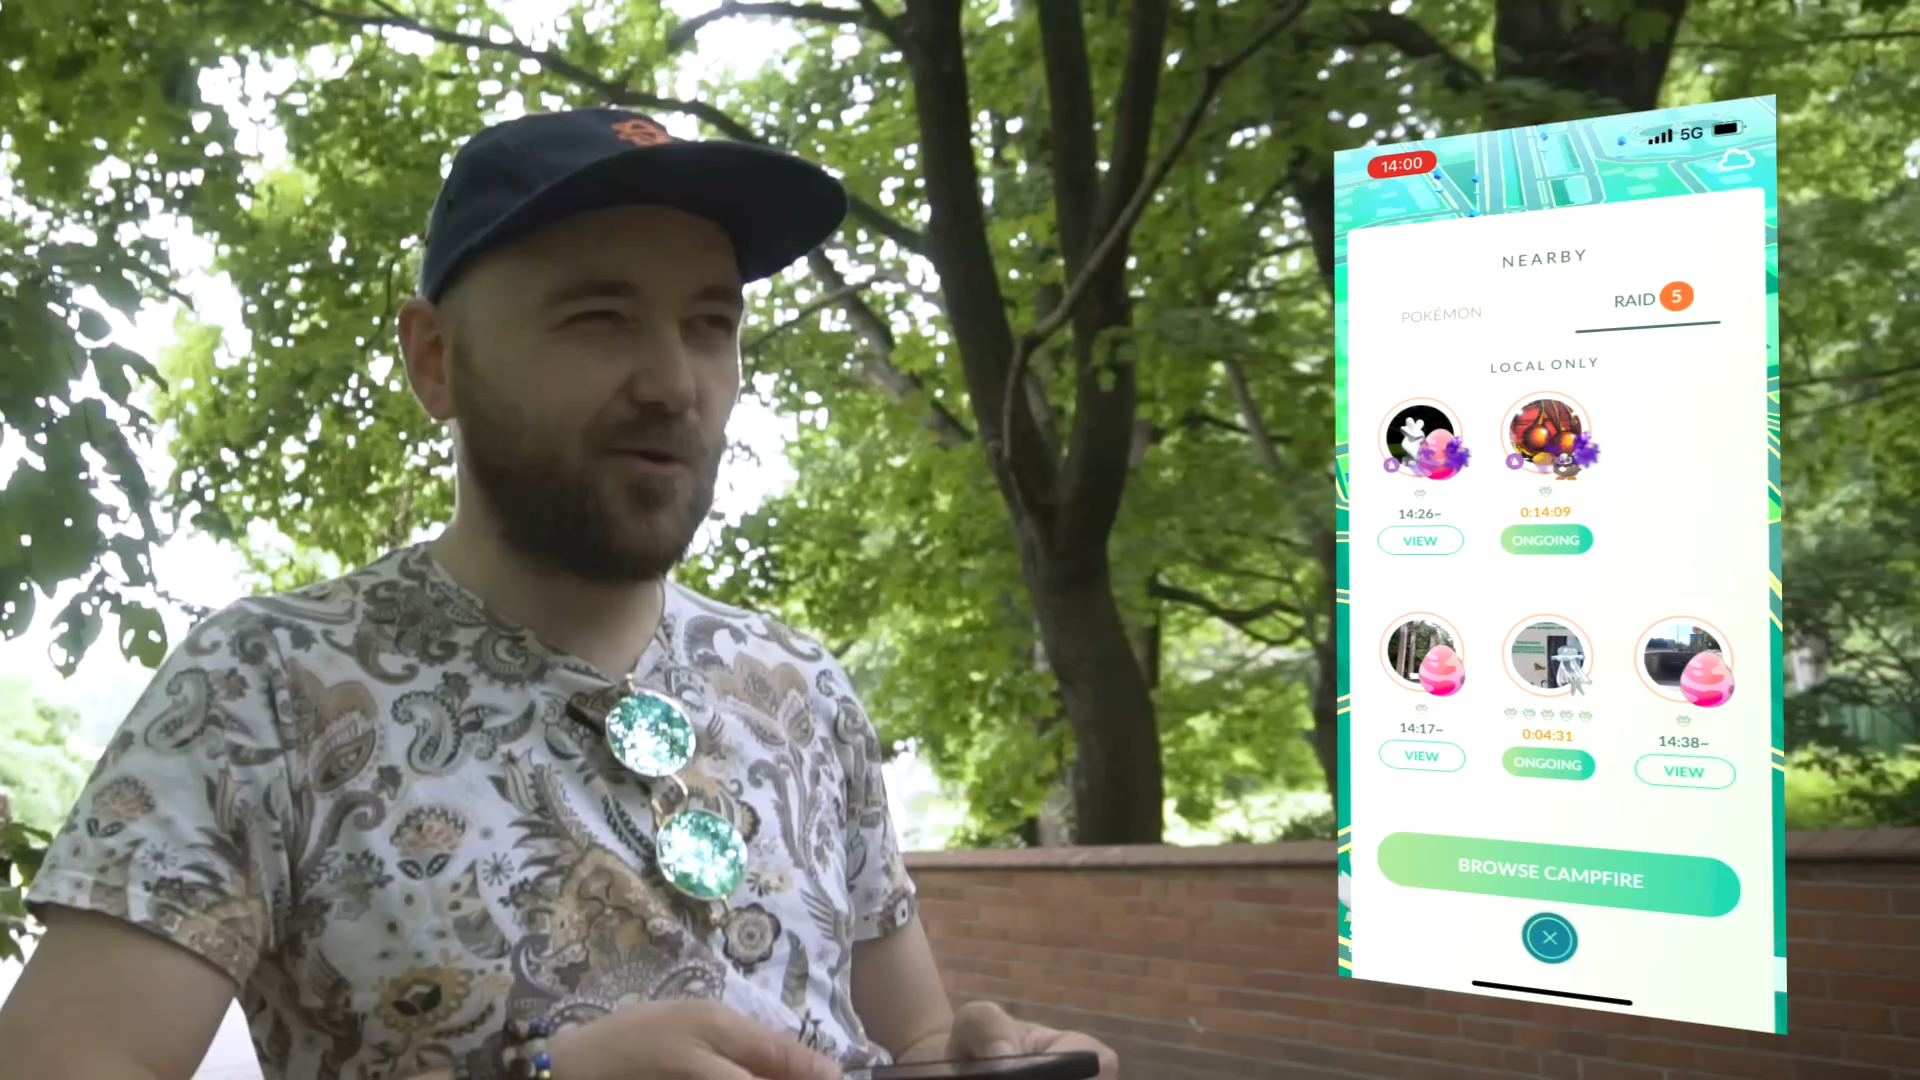 14:00 5G
NEARBY
POKÉMON RAID 5
LOCAL ONLY
14:26~ 0:14:09
VIEW ONGOING
14:17~ 0:04:31 14:38~
VIEW ONGOING VIEW
BROWSE CAMPFIRE